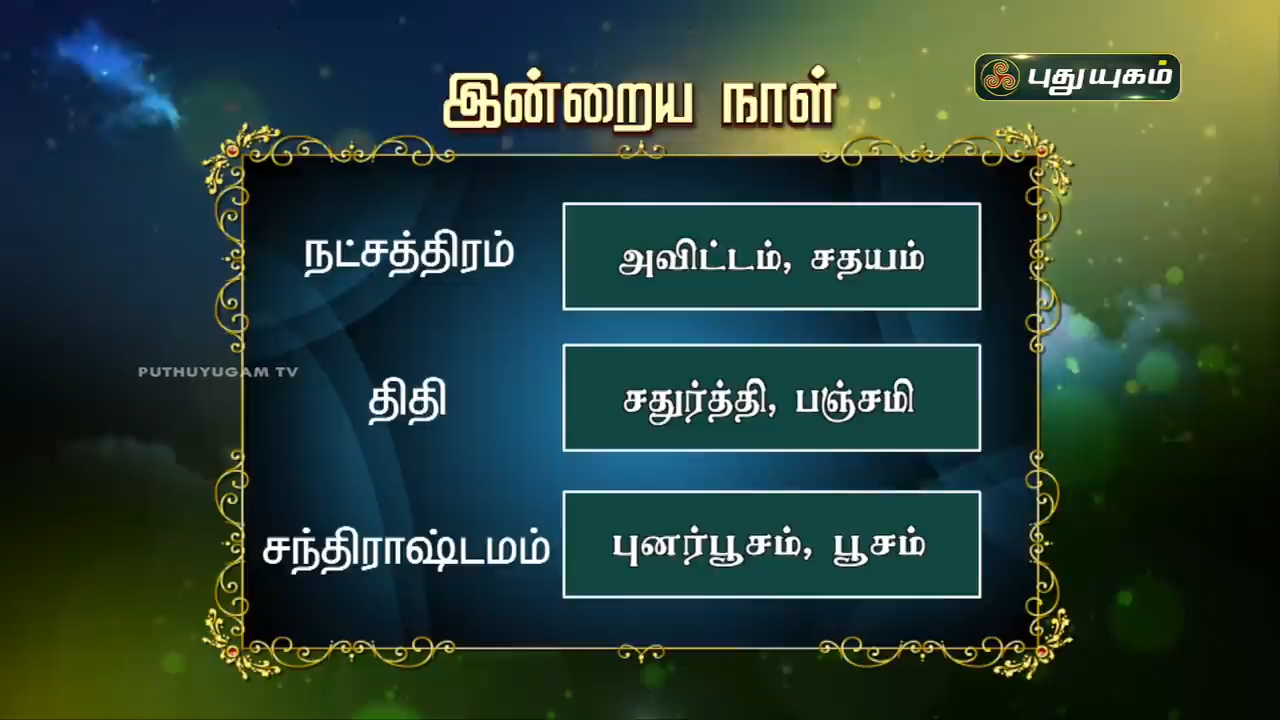 இன்றைய நாள்
புதுயுகம்
நட்சத்திரம்
அவிட்டம், சதயம்
PUTHUYUGAM TV
திதி
சதுர்த்தி, பஞ்சமி
சந்திராஷ்டமம்
புனர்பூசம், பூசம்